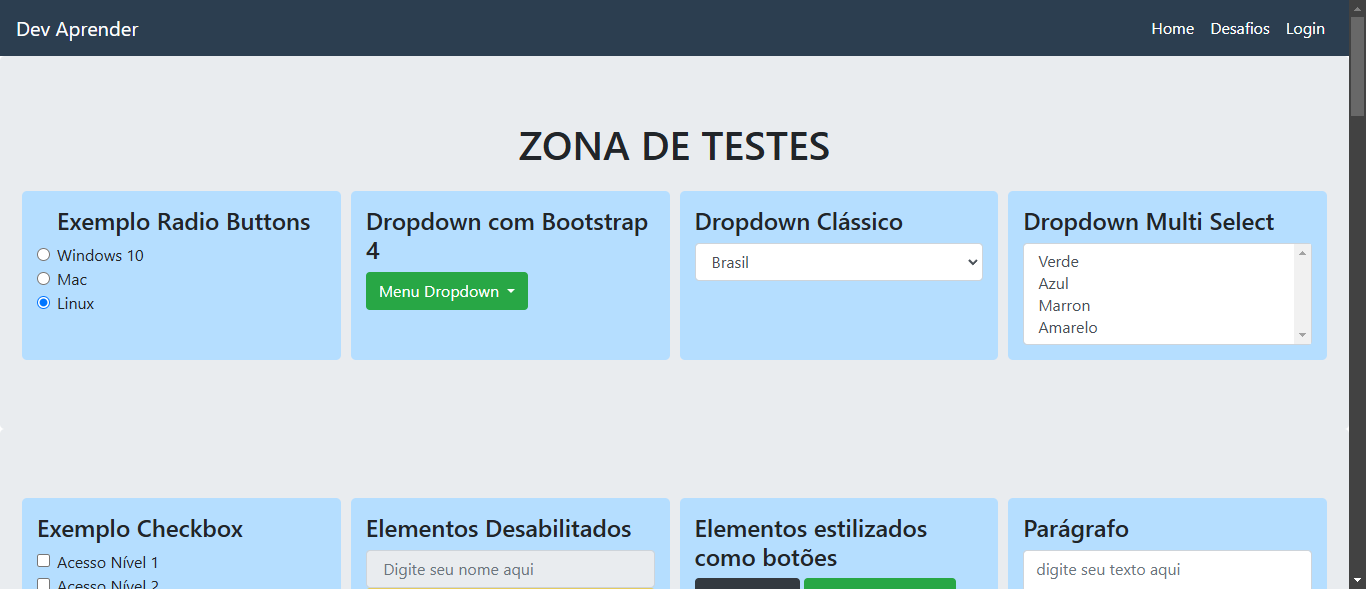 Dev Aprender
Home
Desafios
Login
ZONA DE TESTES
Exemplo Radio Buttons
Windows 10
Mac
Linux
Dropdown com Bootstrap
4
Menu Dropdown
Dropdown Clássico
Brasil
Dropdown Multi Select
Verde
Azul
Marron
Amarelo
Exemplo Checkbox
Acesso Nível 1
Acesso Nível 2
Elementos Desabilitados
Digite seu nome aqui
Elementos estilizados
como botões
Parágrafo
digite seu texto aqui